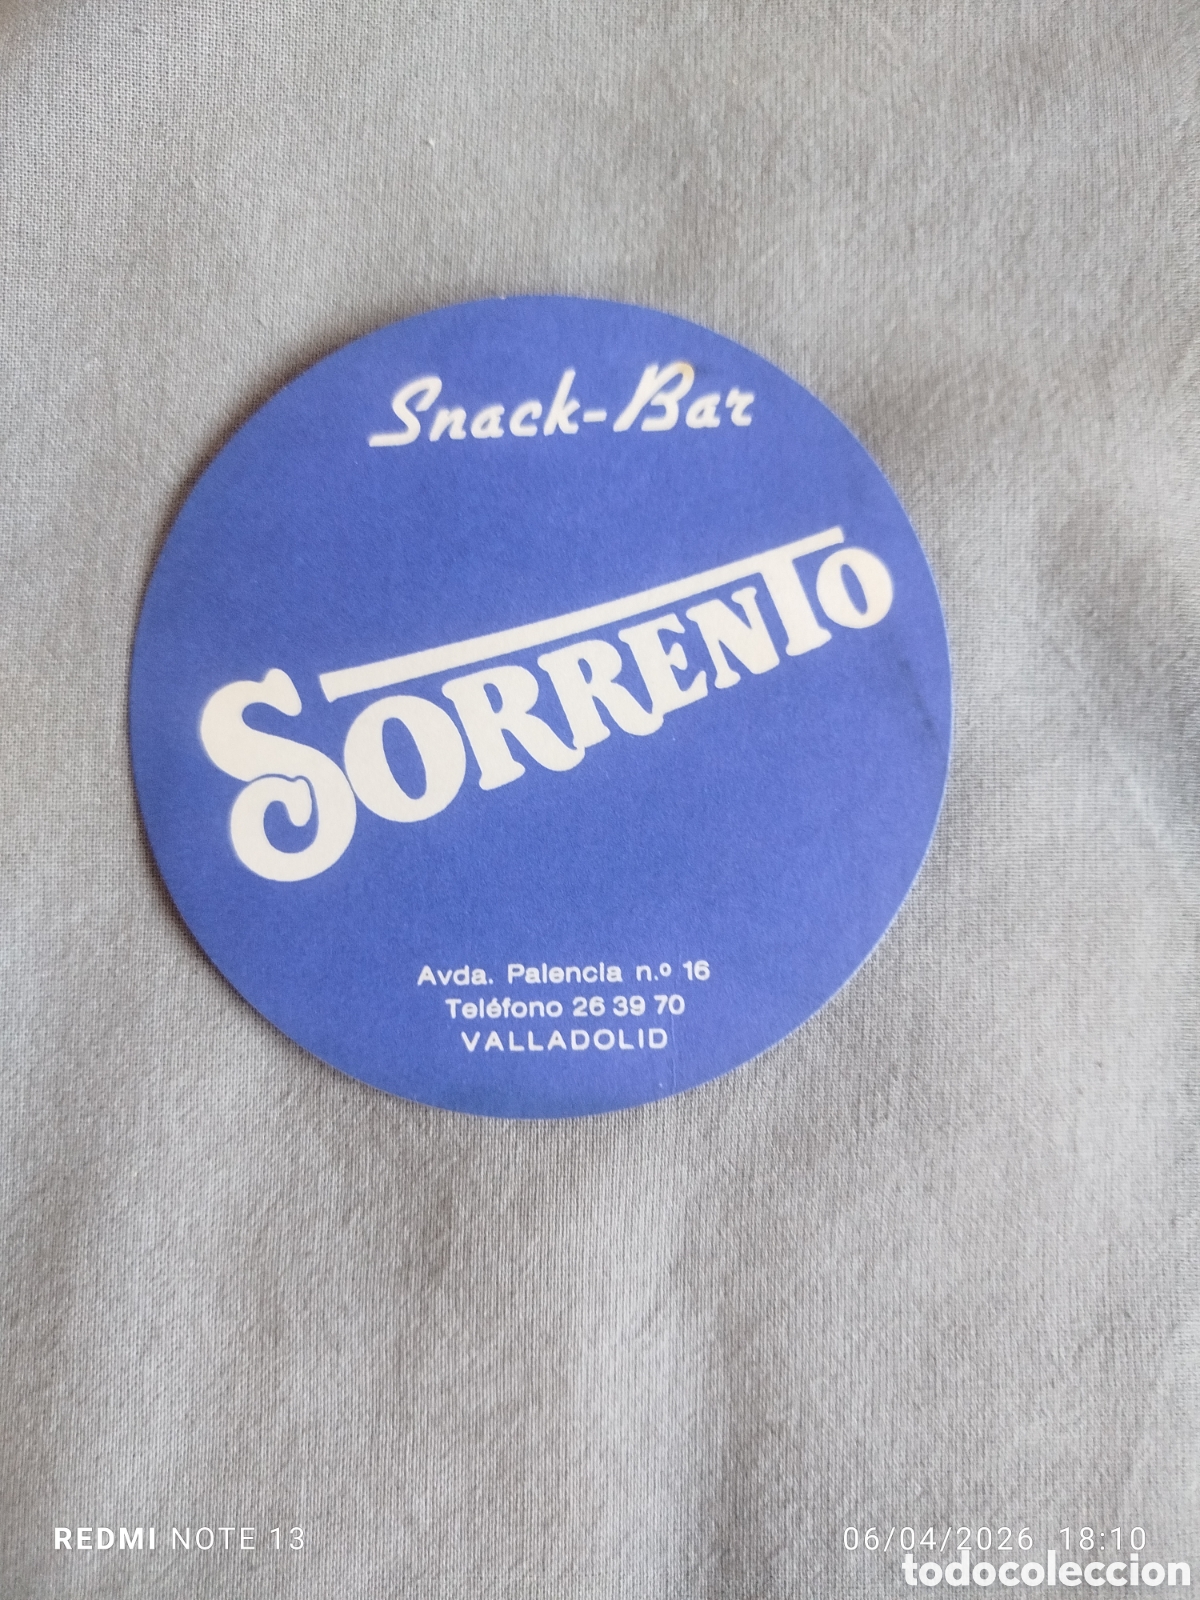 Snack-Bar
SORRENTO
Avda. Palencia n.º 16
Teléfono 26 39 70
VALLADOLID
REDMI NOTE 13
06/04/2026 18:10
todocoleccion